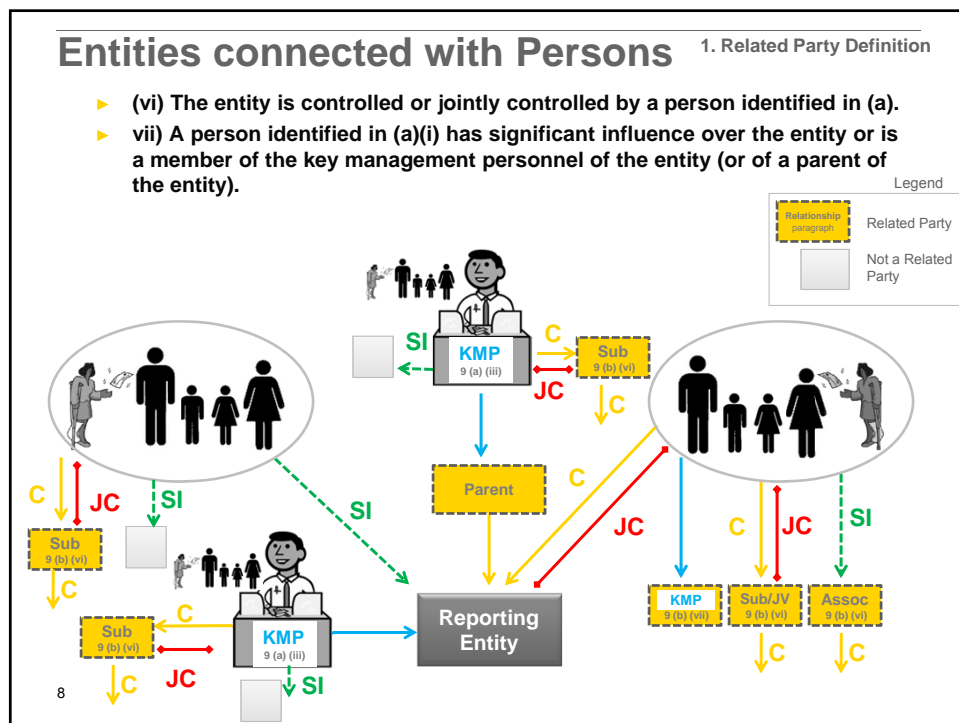 Entities connected with Persons
1. Related Party Definition
► (vi) The entity is controlled or jointly controlled by a person identified in (a).
► vii) A person identified in (a)(i) has significant influence over the entity or is
a member of the key management personnel of the entity (or of a parent of
the entity).
Legend
Relationship
paragraph
Related Party
Not a Related
Party
SI
KMP
9 (a) (iii)
C
JC
Sub
9 (b) (vi)
C
C
JC
SI
SI
Parent
C
JC
C
JC
SI
Sub
9 (b) (vi)
C
Sub
9 (b) (vi)
C
JC
C
KMP
9 (a) (iii)
SI
Reporting
Entity
KMP
9 (b) (vii)
Sub/JV
9 (b) (vi)
C
Assoc
9 (b) (vi)
C
8